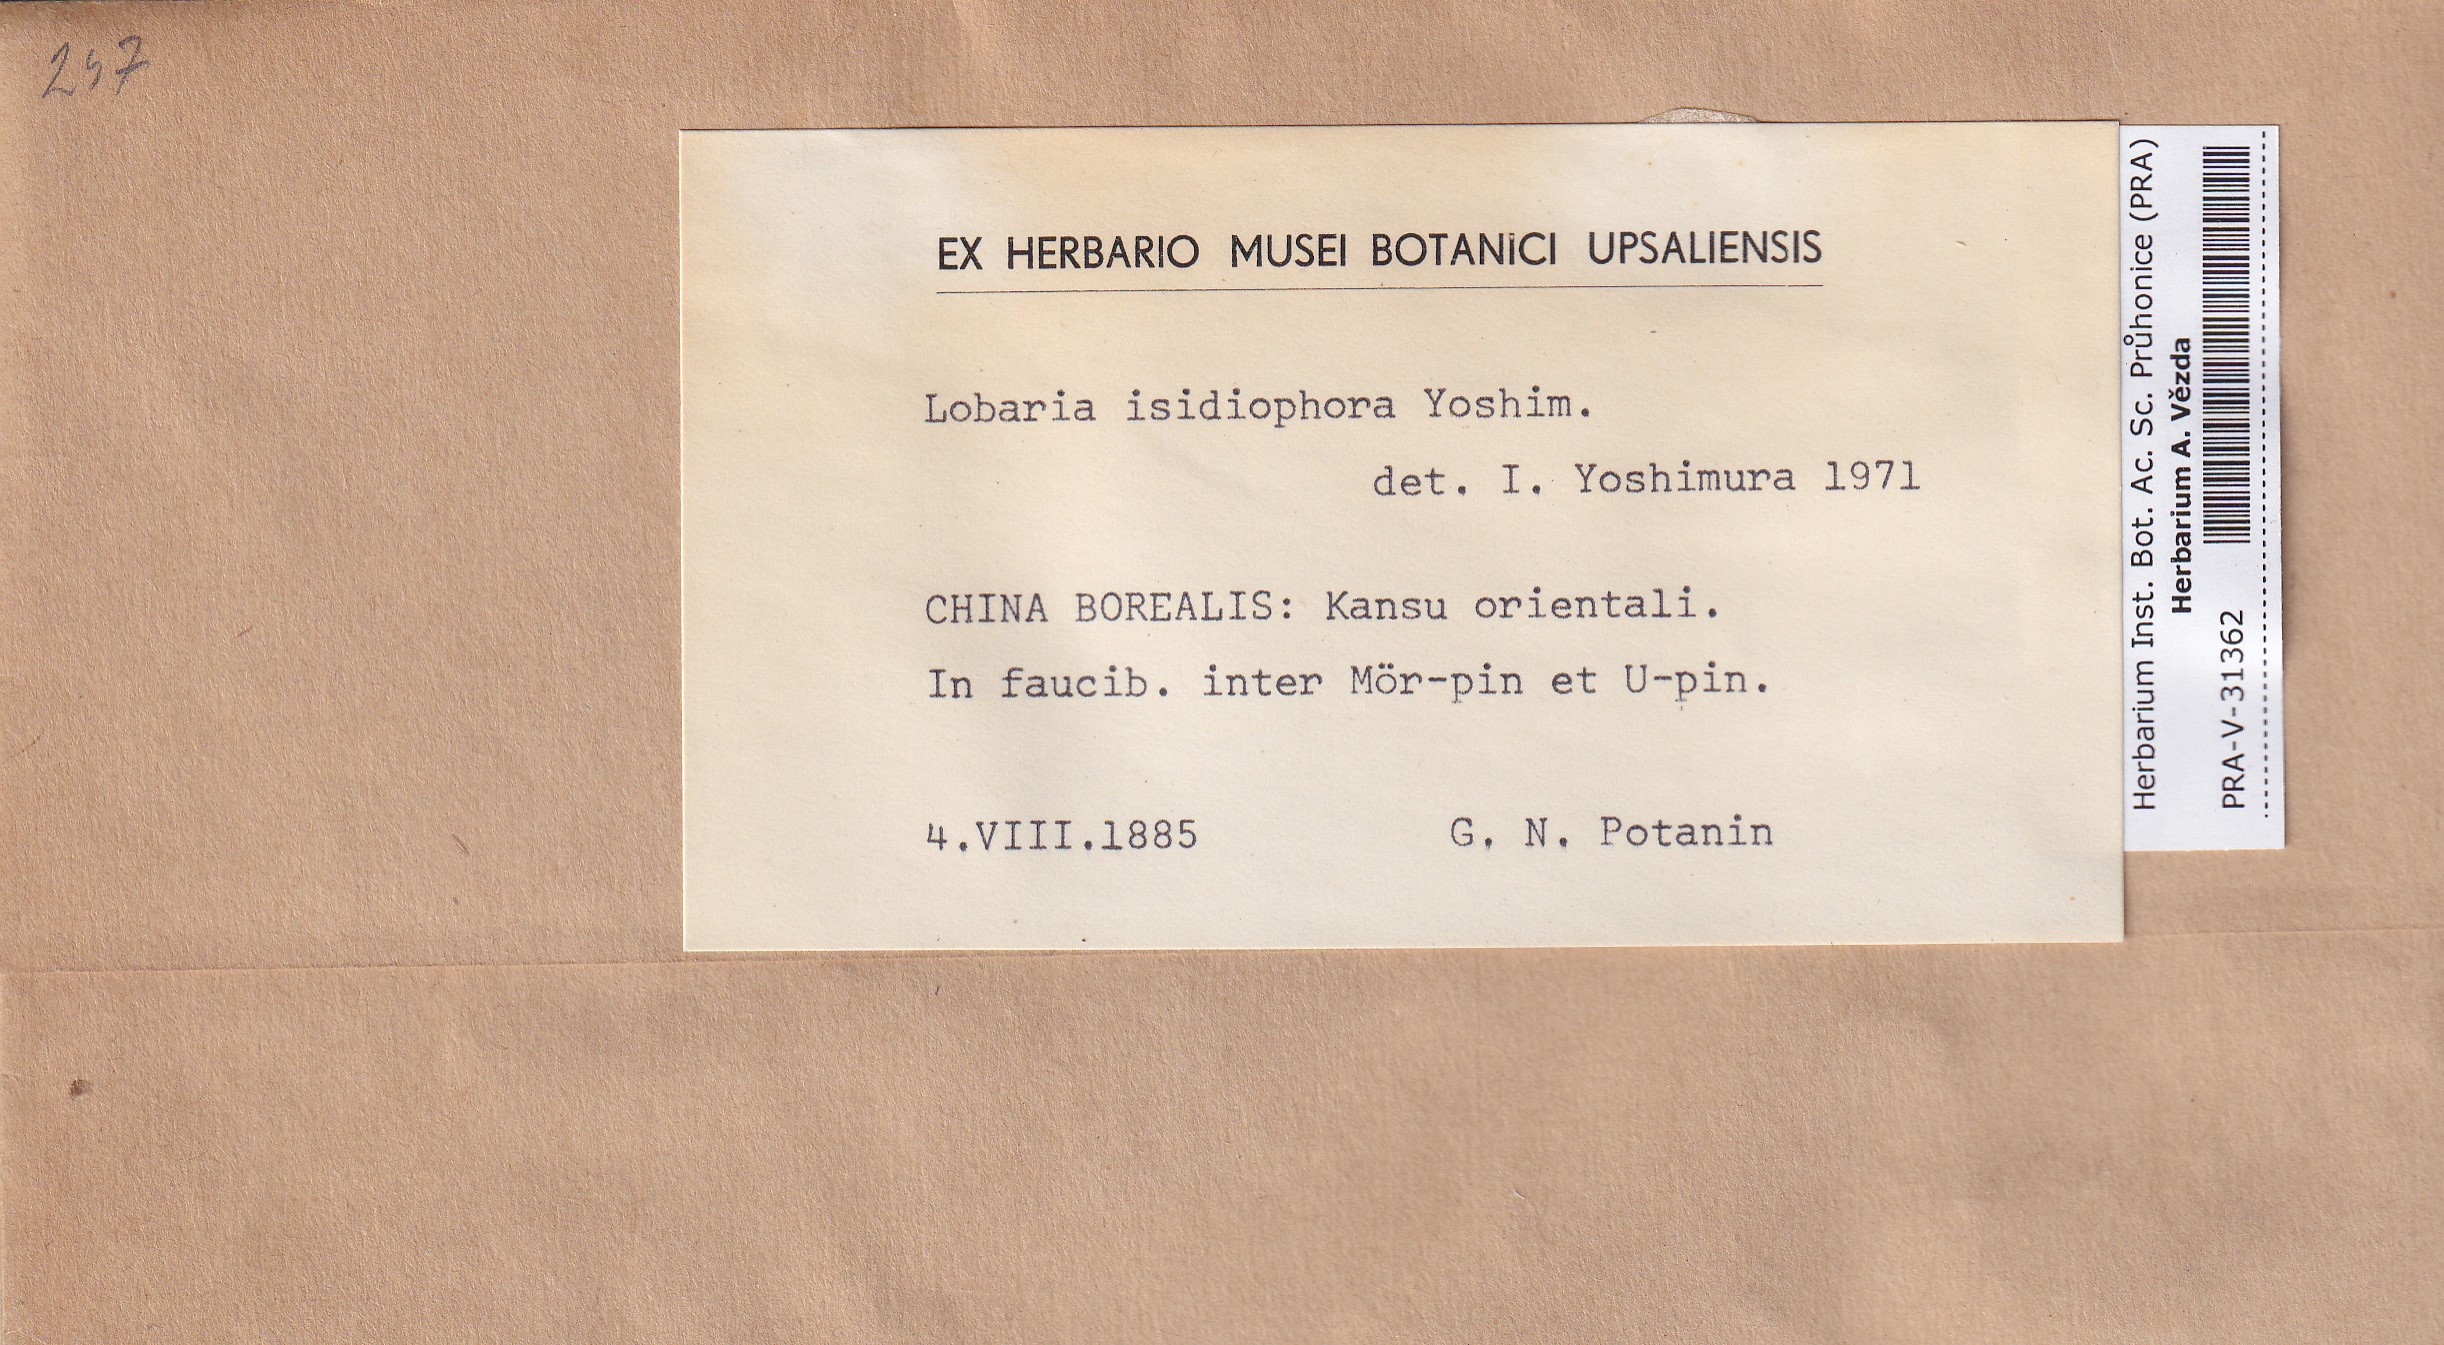 257
EX HERBARIO MUSEI BOTANICI UPSALIENSIS
Lobaria isidiophora Yoshim.
det. I. Yoshimura 1971
CHINA BOREALIS: Kansu orientali.
In faucib. inter Mör-pin et U-pin.
4.VIII.1885 G. N. Potanin
Herbarium Inst. Bot. Ac. Sc. Průhonice (PRA)
Herbarium A. Vězda
PRA-V-31362